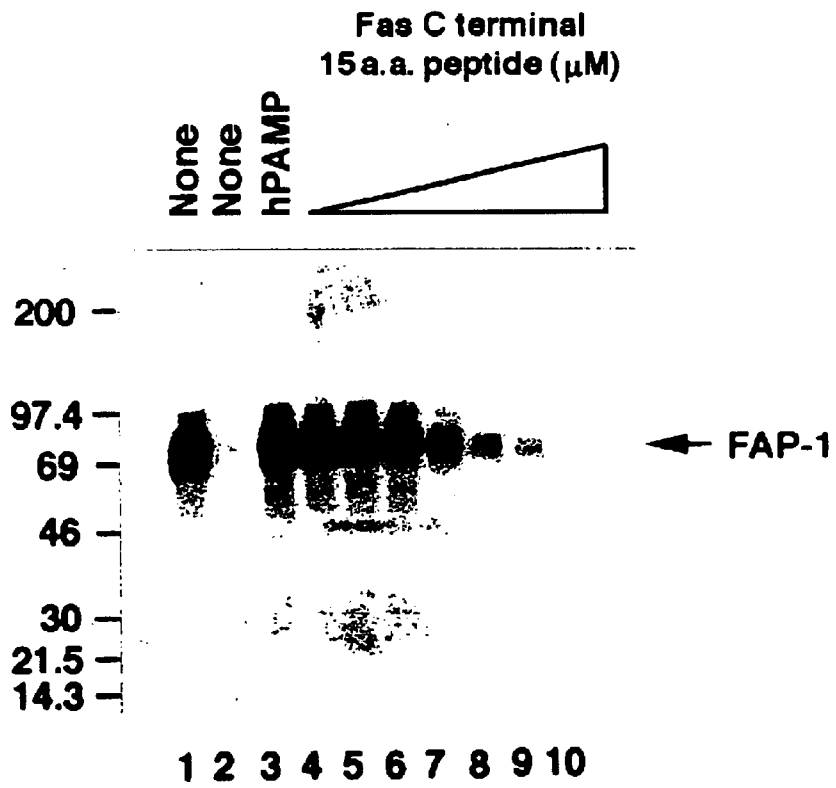 Fas C terminal
15 a.a. peptide (μM)
None
None
hPAMP
200
97.4
69
46
30
21.5
14.3
FAP-1
1 2 3 4 5 6 7 8 9 10